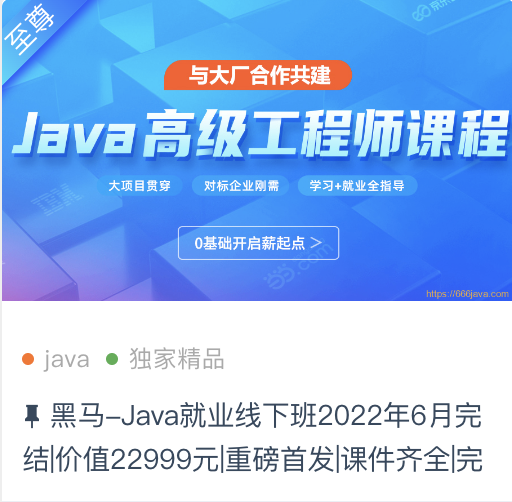 至尊
与大厂合作共建
Java高级工程师课程
大项目贯穿 对标企业刚需 学习+就业全指导
0基础开启薪起点 >
https://666java.com
java 独家精品
黑马-Java就业线下班2022年6月完
结|价值22999元|重磅首发|课件齐全|完